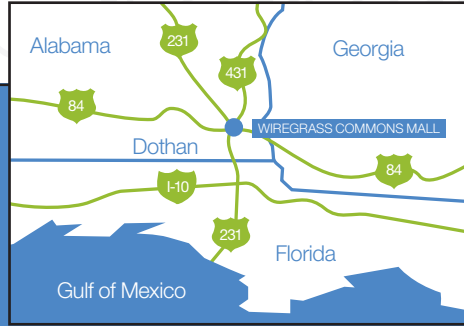 231
Alabama
Georgia
431
84
WIREGRASS COMMONS MALL
Dothan
84
I-10
231
Florida
Gulf of Mexico